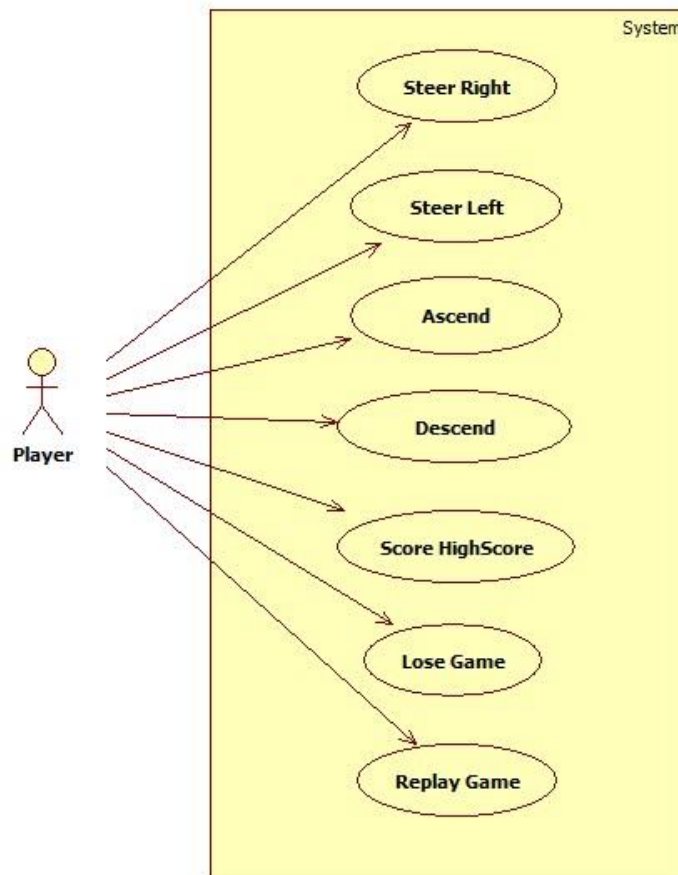 System
Steer Right
Steer Left
Ascend
Descend
Player
Score HighScore
Lose Game
Replay Game